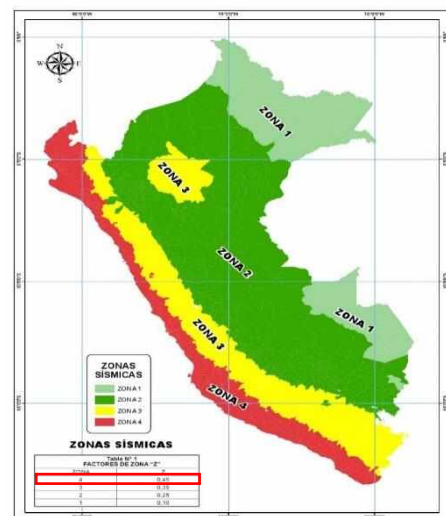 N
W E
S
ZONA 1
ZONA 3
ZONA 2
ZONA 1
ZONA 3
ZONA 4
ZONAS
SÍSMICAS
ZONA 1
ZONA 2
ZONA 3
ZONA 4
ZONAS SÍSMICAS
Tabla N° 1
FACTORES DE ZONA "Z"
ZONA Z
4 0,45
3 0,35
2 0,25
1 0,10